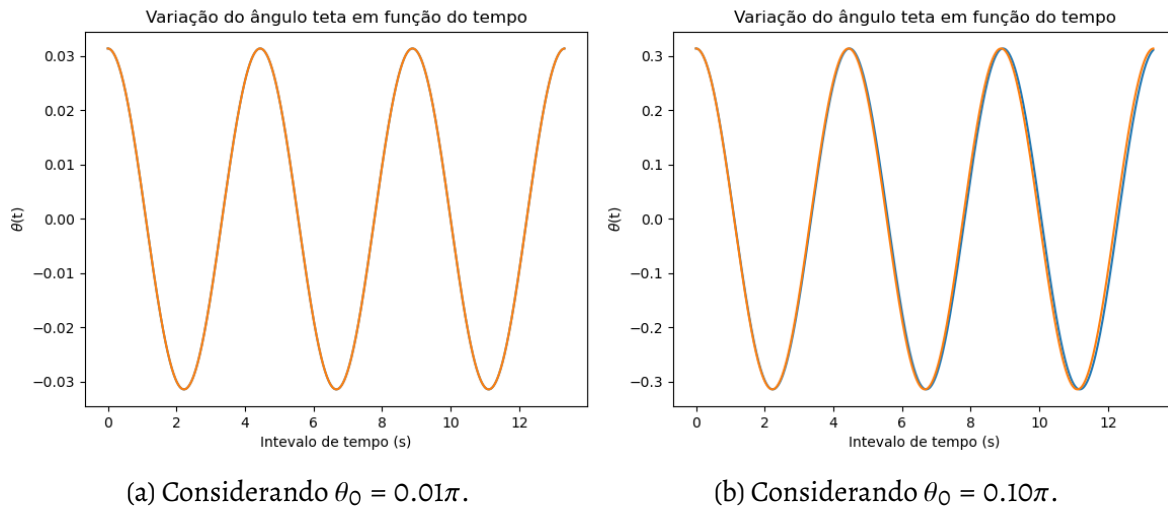 Variação do ângulo teta em função do tempo
θ(t)
0.03
0.02
0.01
0.00
−0.01
−0.02
−0.03
0 2 4 6 8 10 12
Intevalo de tempo (s)
(a) Considerando θ₀ = 0.01π.
Variação do ângulo teta em função do tempo
θ(t)
0.3
0.2
0.1
0.0
−0.1
−0.2
−0.3
0 2 4 6 8 10 12
Intevalo de tempo (s)
(b) Considerando θ₀ = 0.10π.